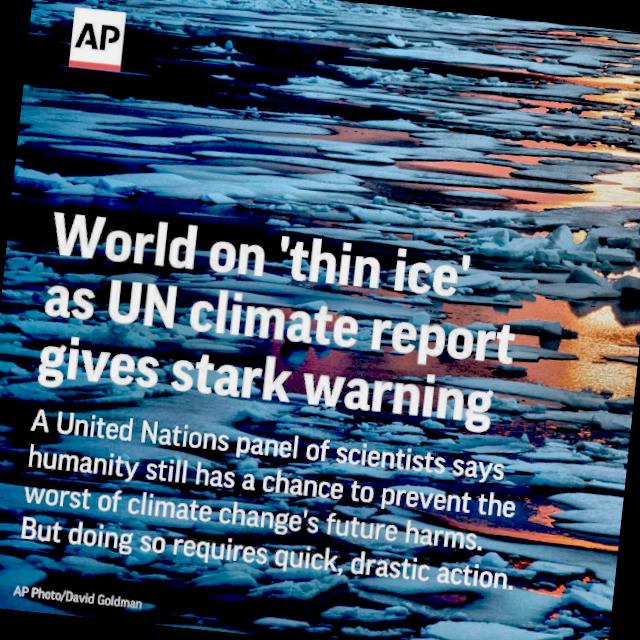 AP
World on 'thin ice'
as UN climate report
gives stark warning
A United Nations panel of scientists says
humanity still has a chance to prevent the
worst of climate change's future harms.
But doing so requires quick, drastic action.
AP Photo/David Goldman